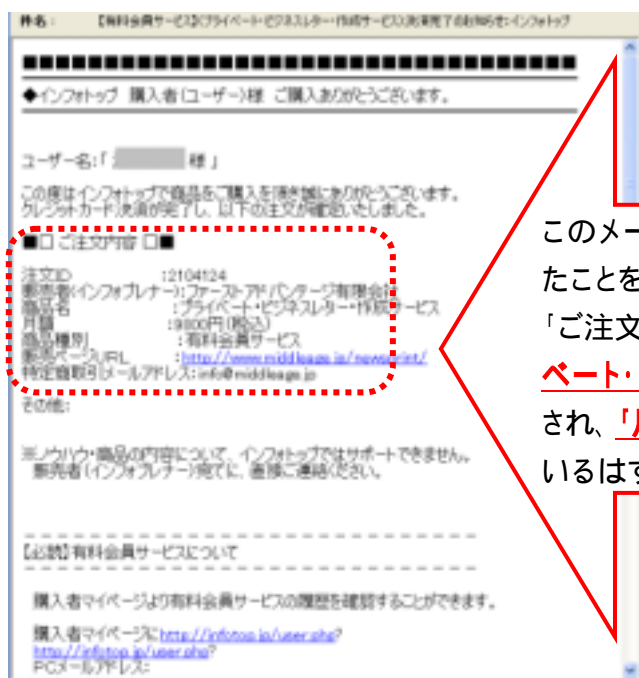 件名： 【有料会員サービス】(プライベート・ビジネスレター・作成サービス)決済完了のお知らせ:インフォトップ
◆インフォトップ 購入者(ユーザー)様 ご購入ありがとうございます。
ユーザー名:「 様 」
この度はインフォトップで商品をご購入を頂き誠にありがとうございます。
クレジットカード決済が完了し、以下の注文が確定いたしました。
■□ ご注文内容 □■
注文ID :2104124
販売者(インフォプレナー):ファーストアドバンテージ有限会社
商品名 :プライベート・ビジネスレター・作成サービス
月額 :9800円(税込)
商品種別 :有料会員サービス
販売ページURL :http://www.middleage.jp/newsprint/
特定商取引メールアドレス:info@middleage.jp
その他:
※ノウハウ・商品の内容について、インフォトップではサポートできません。
販売者(インフォプレナー)宛てに、直接ご連絡ください。
【必読】有料会員サービスについて
購入者マイページより有料会員サービスの履歴を確認することができます。
購入者マイページにhttp://infotop.jp/user.php?
http://infotop.jp/user.php?
PCメールアドレス:
このメー
たことを
「ご注文
ベート・
され、「
いるはず